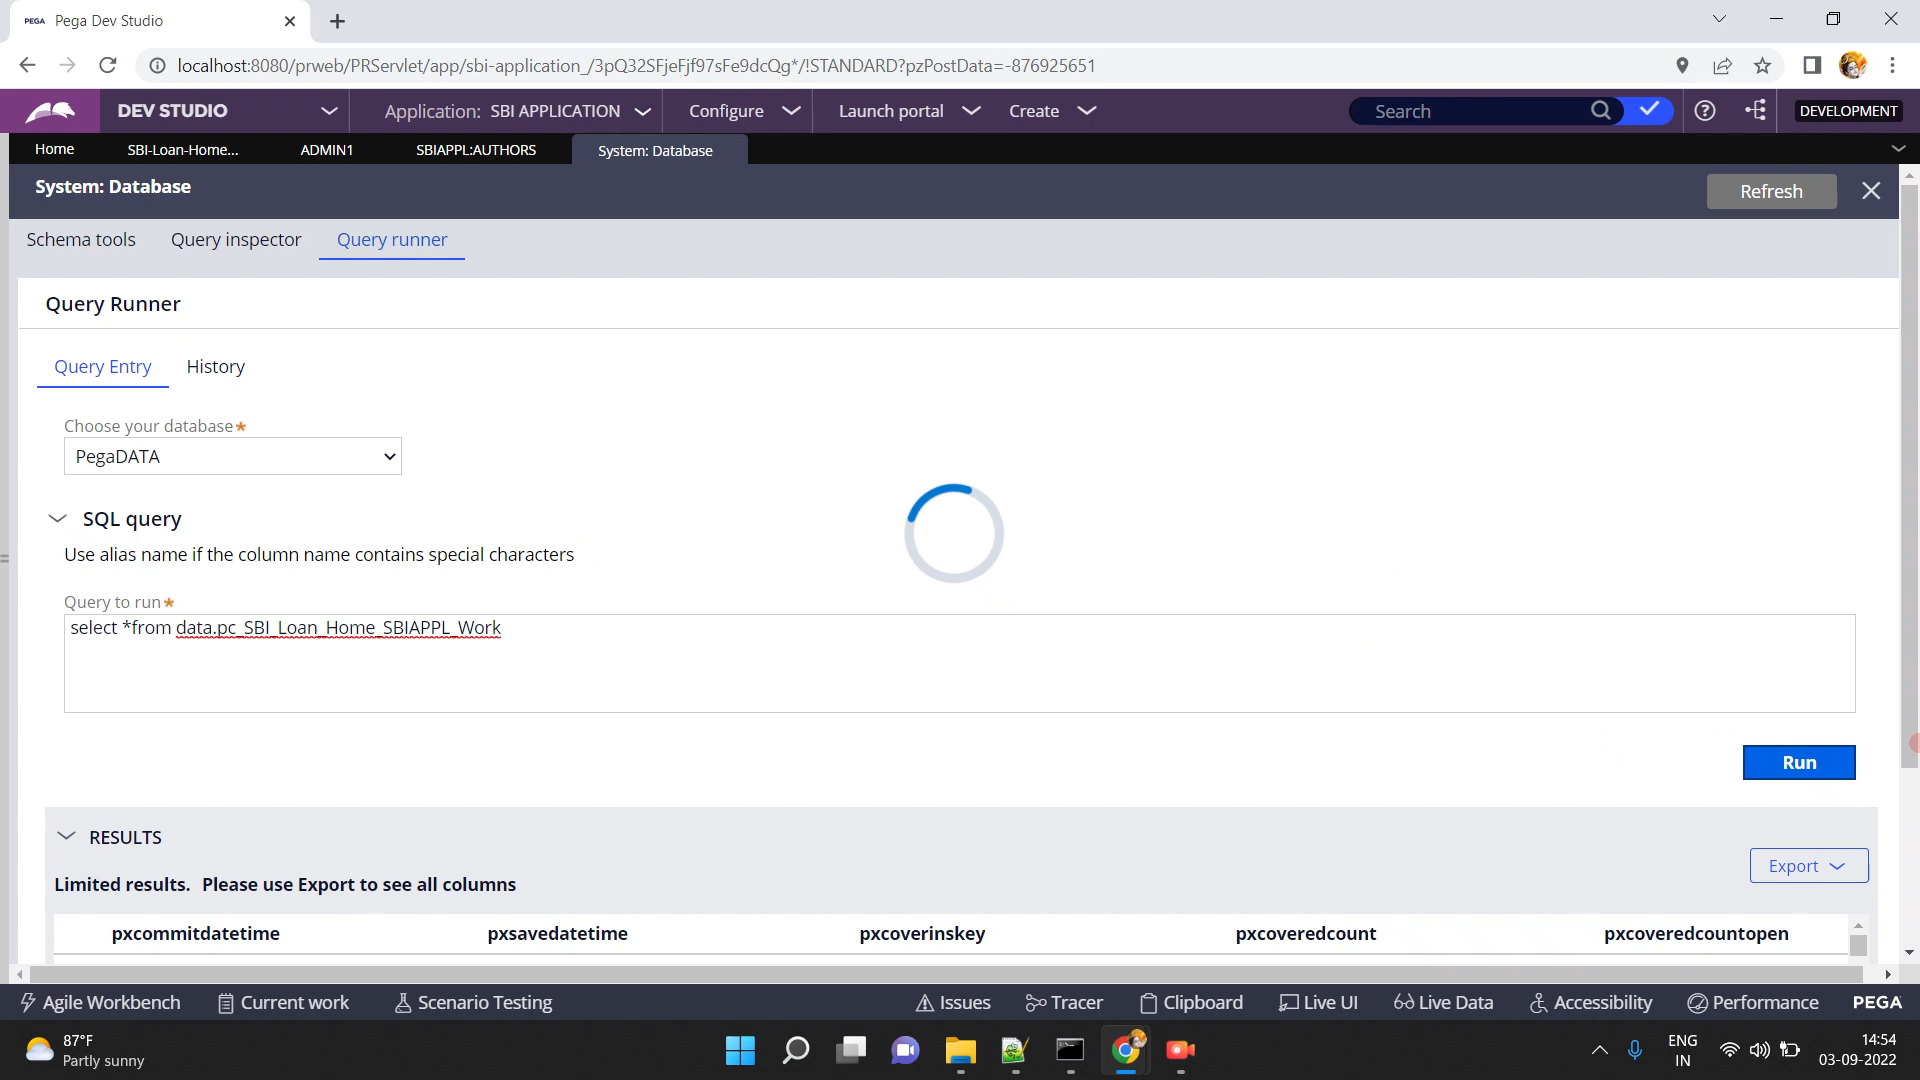 PEGA Pega Dev Studio
localhost:8080/prweb/PRServlet/app/sbi-application_/3pQ32SFjeFjf97sFe9dcQg*/!STANDARD?pzPostData=-876925651
DEV STUDIO
Application: SBI APPLICATION
Configure
Launch portal
Create
Search
DEVELOPMENT
Home
SBI-Loan-Home...
ADMIN1
SBIAPPL:AUTHORS
System: Database
System: Database
Refresh
Schema tools
Query inspector
Query runner
Query Runner
Query Entry
History
Choose your database*
PegaDATA
SQL query
Use alias name if the column name contains special characters
Query to run*
select *from data.pc_SBI_Loan_Home_SBIAPPL_Work
Run
RESULTS
Export
Limited results. Please use Export to see all columns
pxcommitdatetime
pxsavedatetime
pxcoverinskey
pxcoveredcount
pxcoveredcountopen
Agile Workbench
Current work
Scenario Testing
Issues
Tracer
Clipboard
Live UI
Live Data
Accessibility
Performance
PEGA
87°F
Partly sunny
ENG
IN
14:54
03-09-2022